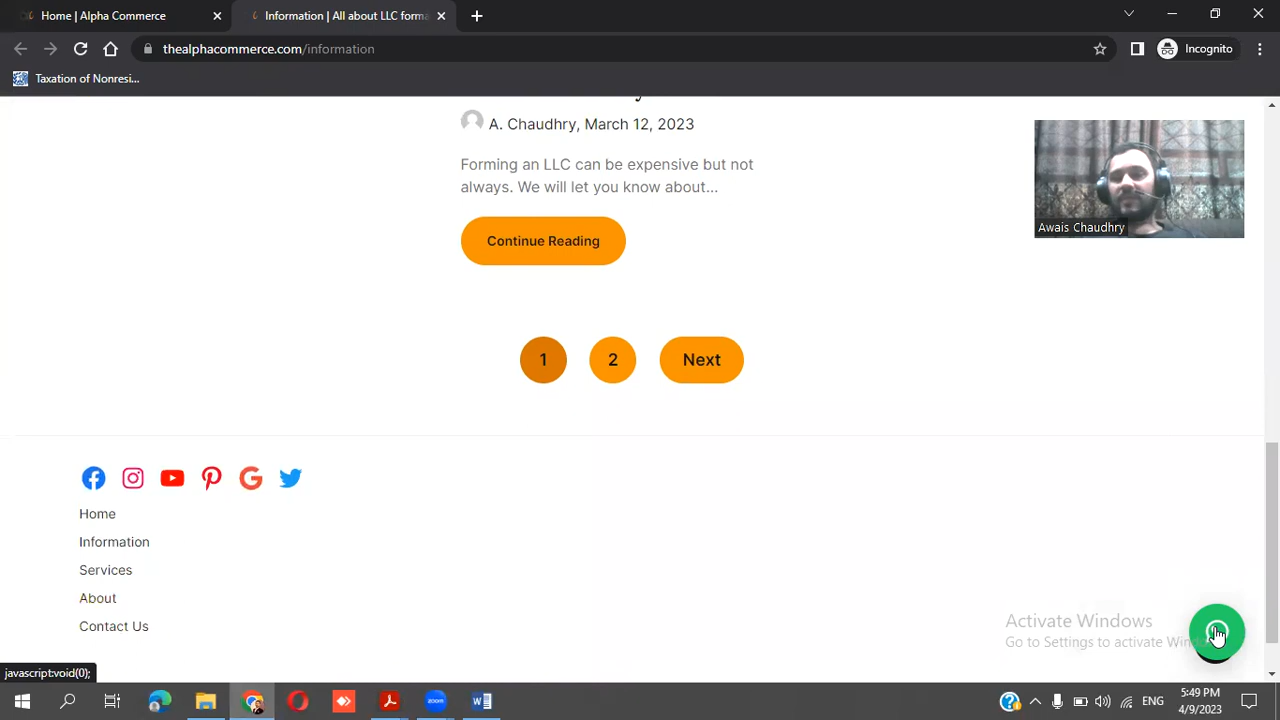 Home | Alpha Commerce
Information | All about LLC forma
thealphacommerce.com/information
Incognito
Taxation of Nonresi...
A. Chaudhry, March 12, 2023
Forming an LLC can be expensive but not
always. We will let you know about...
Continue Reading
Awais Chaudhry
1 2 Next
Home
Information
Services
About
Contact Us
Activate Windows
Go to Settings to activate Windo
javascript:void(0);
zoom
ENG
5:49 PM
4/9/2023